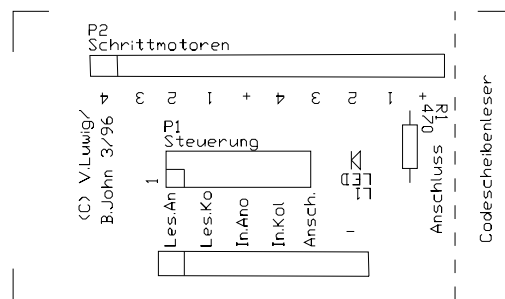 P2
Schrittmotoren
4 3 2 1 + 4 3 2 1 +
R1
470
P1
Steuerung
1
(C) V.Luwig/
B.John 3/96
Les.An
Les.Ko
In.Ano
In.Kol
Ansch.
L1
LED
-
Anschluss
Codescheibenleser